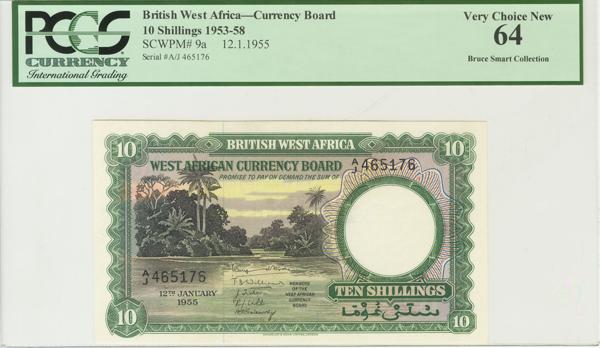 PCGS
CURRENCY
International Grading
British West Africa—Currency Board
10 Shillings 1953-58
SCWPM# 9a 12.1.1955
Serial #A/J 465176
Very Choice New
64
Bruce Smart Collection
10
BRITISH WEST AFRICA
10
WEST AFRICAN CURRENCY BOARD
PROMISE TO PAY ON DEMAND THE SUM OF
A/J 465176
A/J 465176
12TH JANUARY
1955
MEMBERS
OF THE
WEST AFRICAN
CURRENCY
BOARD
TEN SHILLINGS
10
10